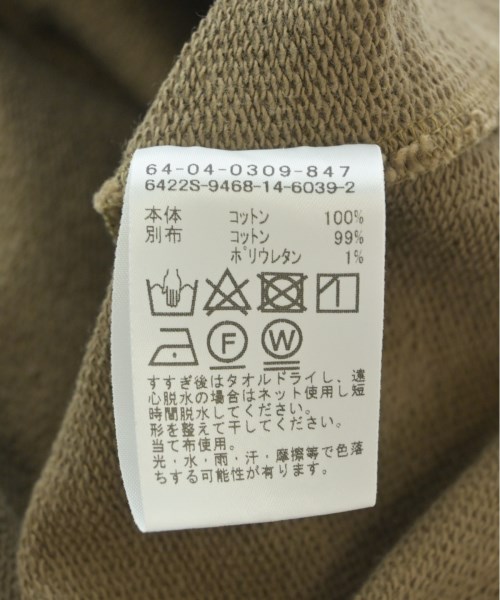 64-04-0309-847
6422S-9468-14-6039-2
本体 コットン 100%
別布 コットン 99%
ポリウレタン 1%
F W
すすぎ後はタオルドライし、遠
心脱水の場合はネット使用し短
時間脱水してください。
形を整えて干してください。
当て布使用。
光・水・雨・汗・摩擦等で色落
ちする可能性が有ります。